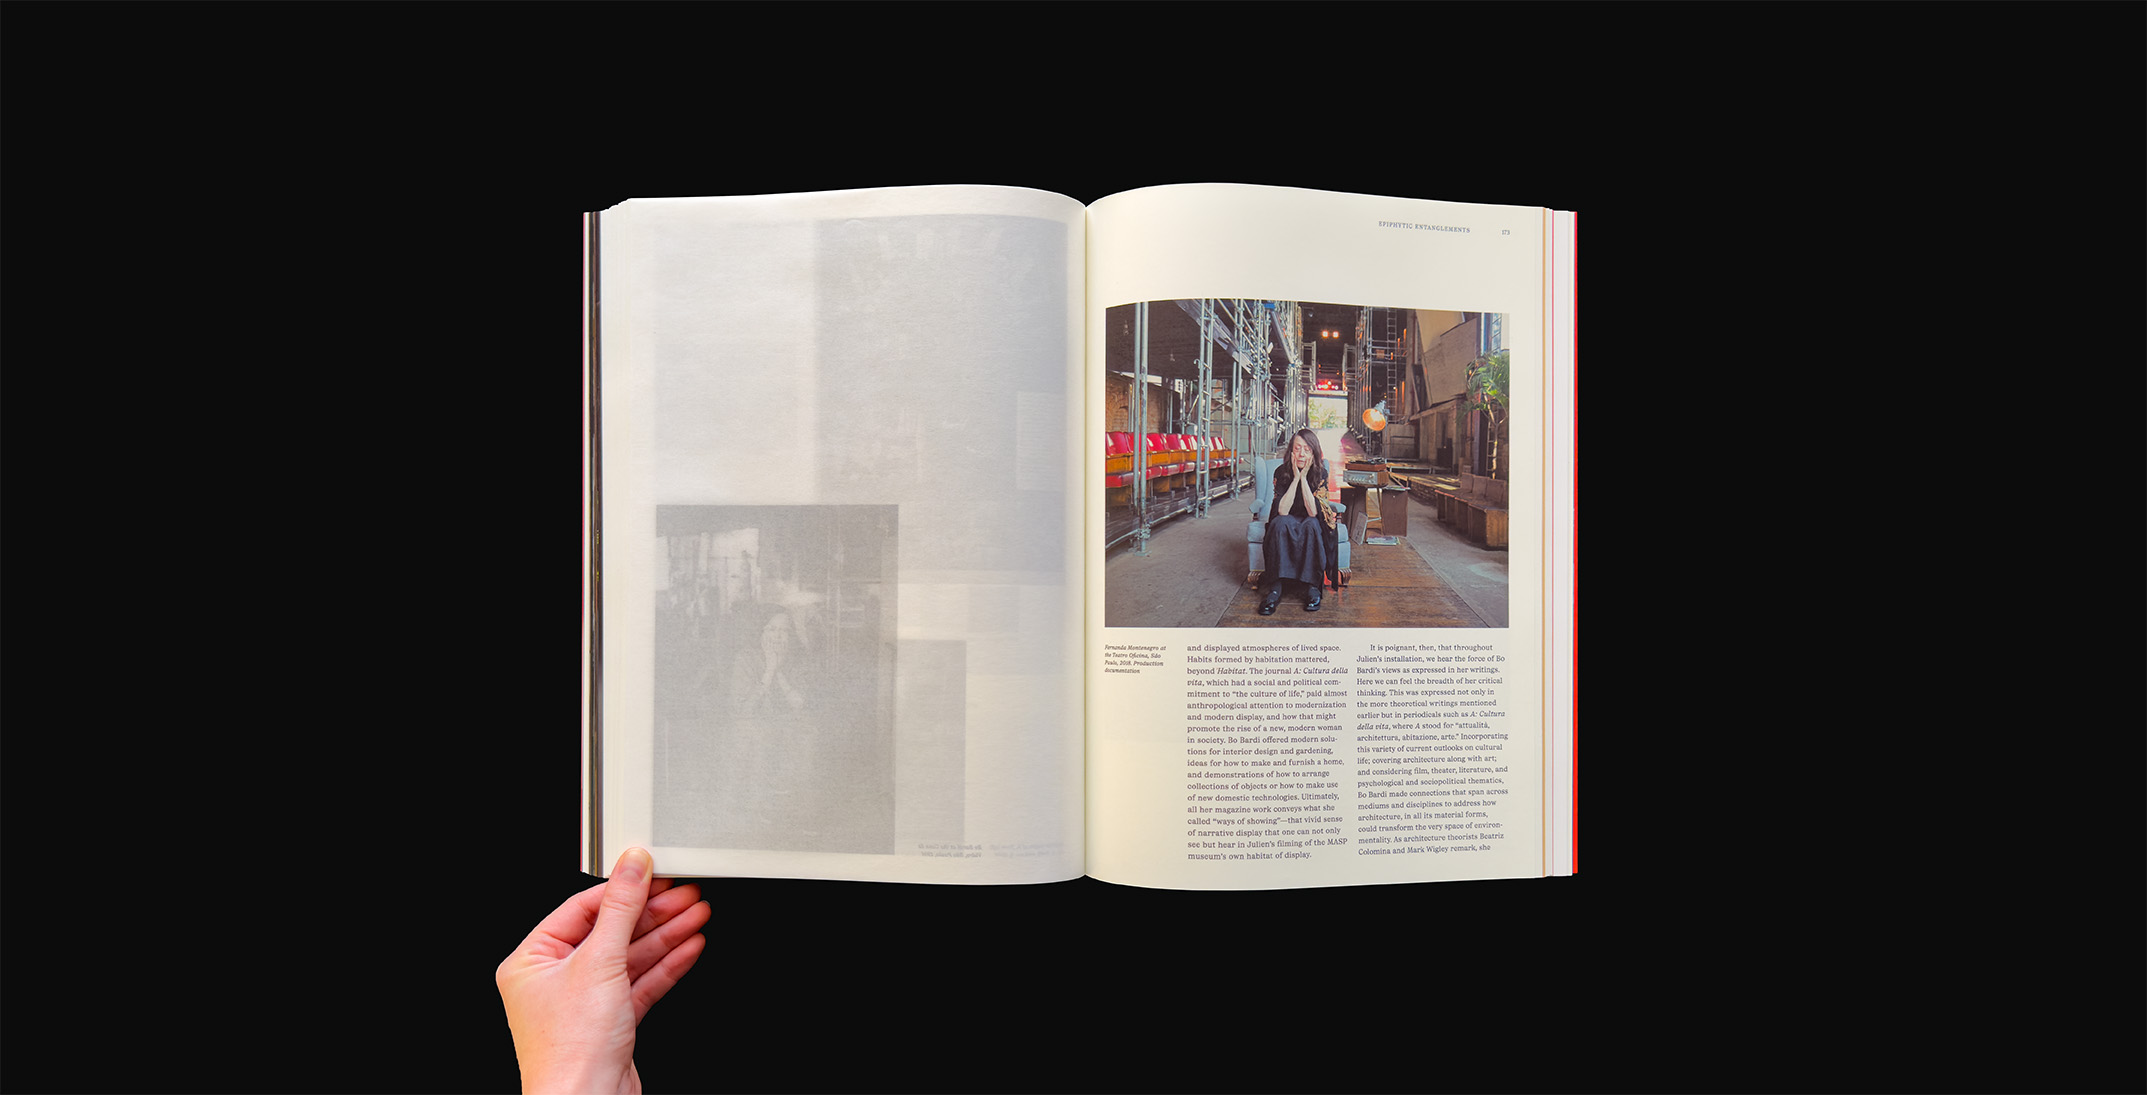 EPIPHYTIC ENTANGLEMENTS 173
Fernanda Montenegro at
the Teatro Oficina, São
Paulo, 2018. Production
documentation
and displayed atmospheres of lived space.
Habits formed by habitation mattered,
beyond Habitat. The journal A: Cultura della
vita, which had a social and political com-
mitment to “the culture of life,” paid almost
anthropological attention to modernization
and modern display, and how that might
promote the rise of a new, modern woman
in society. Bo Bardi offered modern solu-
tions for interior design and gardening,
ideas for how to make and furnish a home,
and demonstrations of how to arrange
collections of objects or how to make use
of new domestic technologies. Ultimately,
all her magazine work conveys what she
called “ways of showing”—that vivid sense
of narrative display that one can not only
see but hear in Julien’s filming of the MASP
museum’s own habitat of display.
It is poignant, then, that throughout
Julien’s installation, we hear the force of Bo
Bardi’s views as expressed in her writings.
Here we can feel the breadth of her critical
thinking. This was expressed not only in
the more theoretical writings mentioned
earlier but in periodicals such as A: Cultura
della vita, where A stood for “attualità,
architettura, abitazione, arte.” Incorporating
this variety of current outlooks on cultural
life; covering architecture along with art;
and considering film, theater, literature, and
psychological and sociopolitical thematics,
Bo Bardi made connections that span across
mediums and disciplines to address how
architecture, in all its material forms,
could transform the very space of environ-
mentality. As architecture theorists Beatriz
Colomina and Mark Wigley remark, she